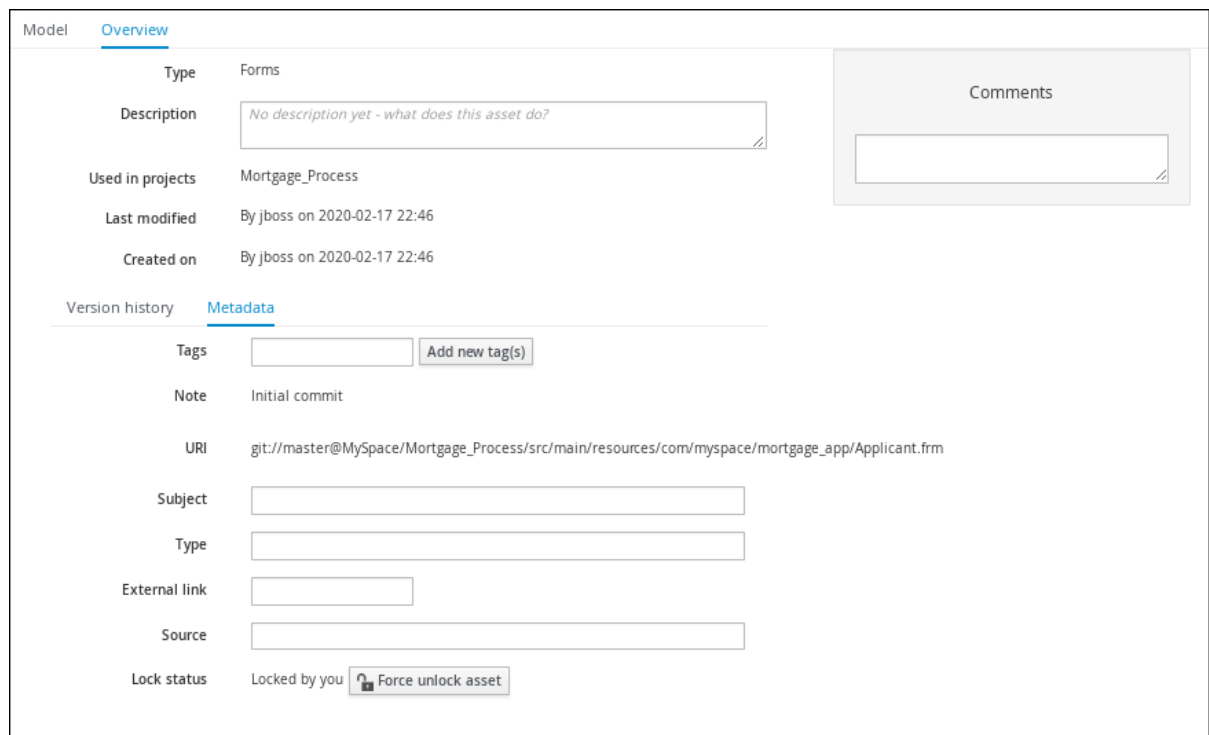 Model Overview
Type Forms
Comments
Description No description yet - what does this asset do?
Used in projects Mortgage_Process
Last modified By jboss on 2020-02-17 22:46
Created on By jboss on 2020-02-17 22:46
Version history Metadata
Tags Add new tag(s)
Note Initial commit
URI git://master@MySpace/Mortgage_Process/src/main/resources/com/myspace/mortgage_app/Applicant.frm
Subject
Type
External link
Source
Lock status Locked by you Force unlock asset